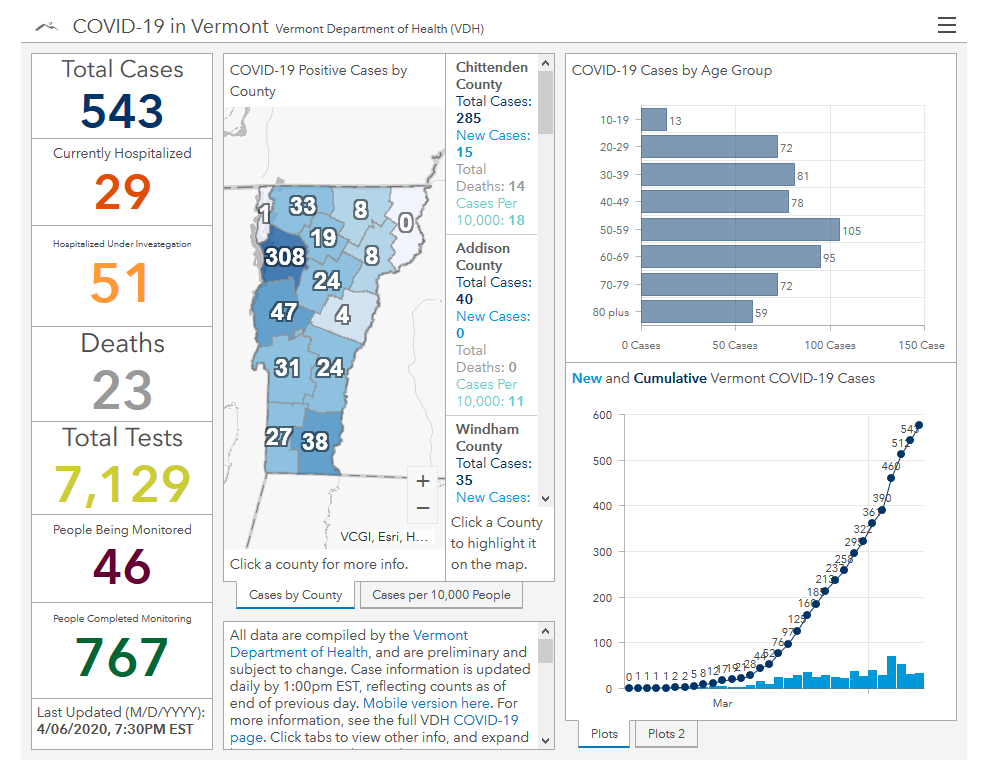 COVID-19 in Vermont Vermont Department of Health (VDH)
Total Cases
543
Currently Hospitalized
29
Hospitalized Under Investegation
51
Deaths
23
Total Tests
7,129
People Being Monitored
46
People Completed Monitoring
767
Last Updated (M/D/YYYY):
4/06/2020, 7:30PM EST
COVID-19 Positive Cases by
County
1
33
8
0
308
19
8
24
47
4
31
24
27
38
+
−
VCGI, Esri, H...
Click a county for more info.
Cases by County
Cases per 10,000 People
Chittenden
County
Total Cases:
285
New Cases:
15
Total
Deaths: 14
Cases Per
10,000: 18
Addison
County
Total Cases:
40
New Cases:
0
Total
Deaths: 0
Cases Per
10,000: 11
Windham
County
Total Cases:
35
New Cases:
Click a County
to highlight it
on the map.
All data are compiled by the Vermont
Department of Health, and are preliminary and
subject to change. Case information is updated
daily by 1:00pm EST, reflecting counts as of
end of previous day. Mobile version here. For
more information, see the full VDH COVID-19
page. Click tabs to view other info, and expand
COVID-19 Cases by Age Group
10-19 13
20-29 72
30-39 81
40-49 78
50-59 105
60-69 95
70-79 72
80 plus 59
0 Cases 50 Cases 100 Cases 150 Case
New and Cumulative Vermont COVID-19 Cases
600
500
400
300
200
100
0
0 1 1 1 1 2 2 5 8 12 17 19 21 28 44 52 76 97 125 160 185 213 237 258 295 322 361 390 460 512 543
Mar
Plots
Plots 2